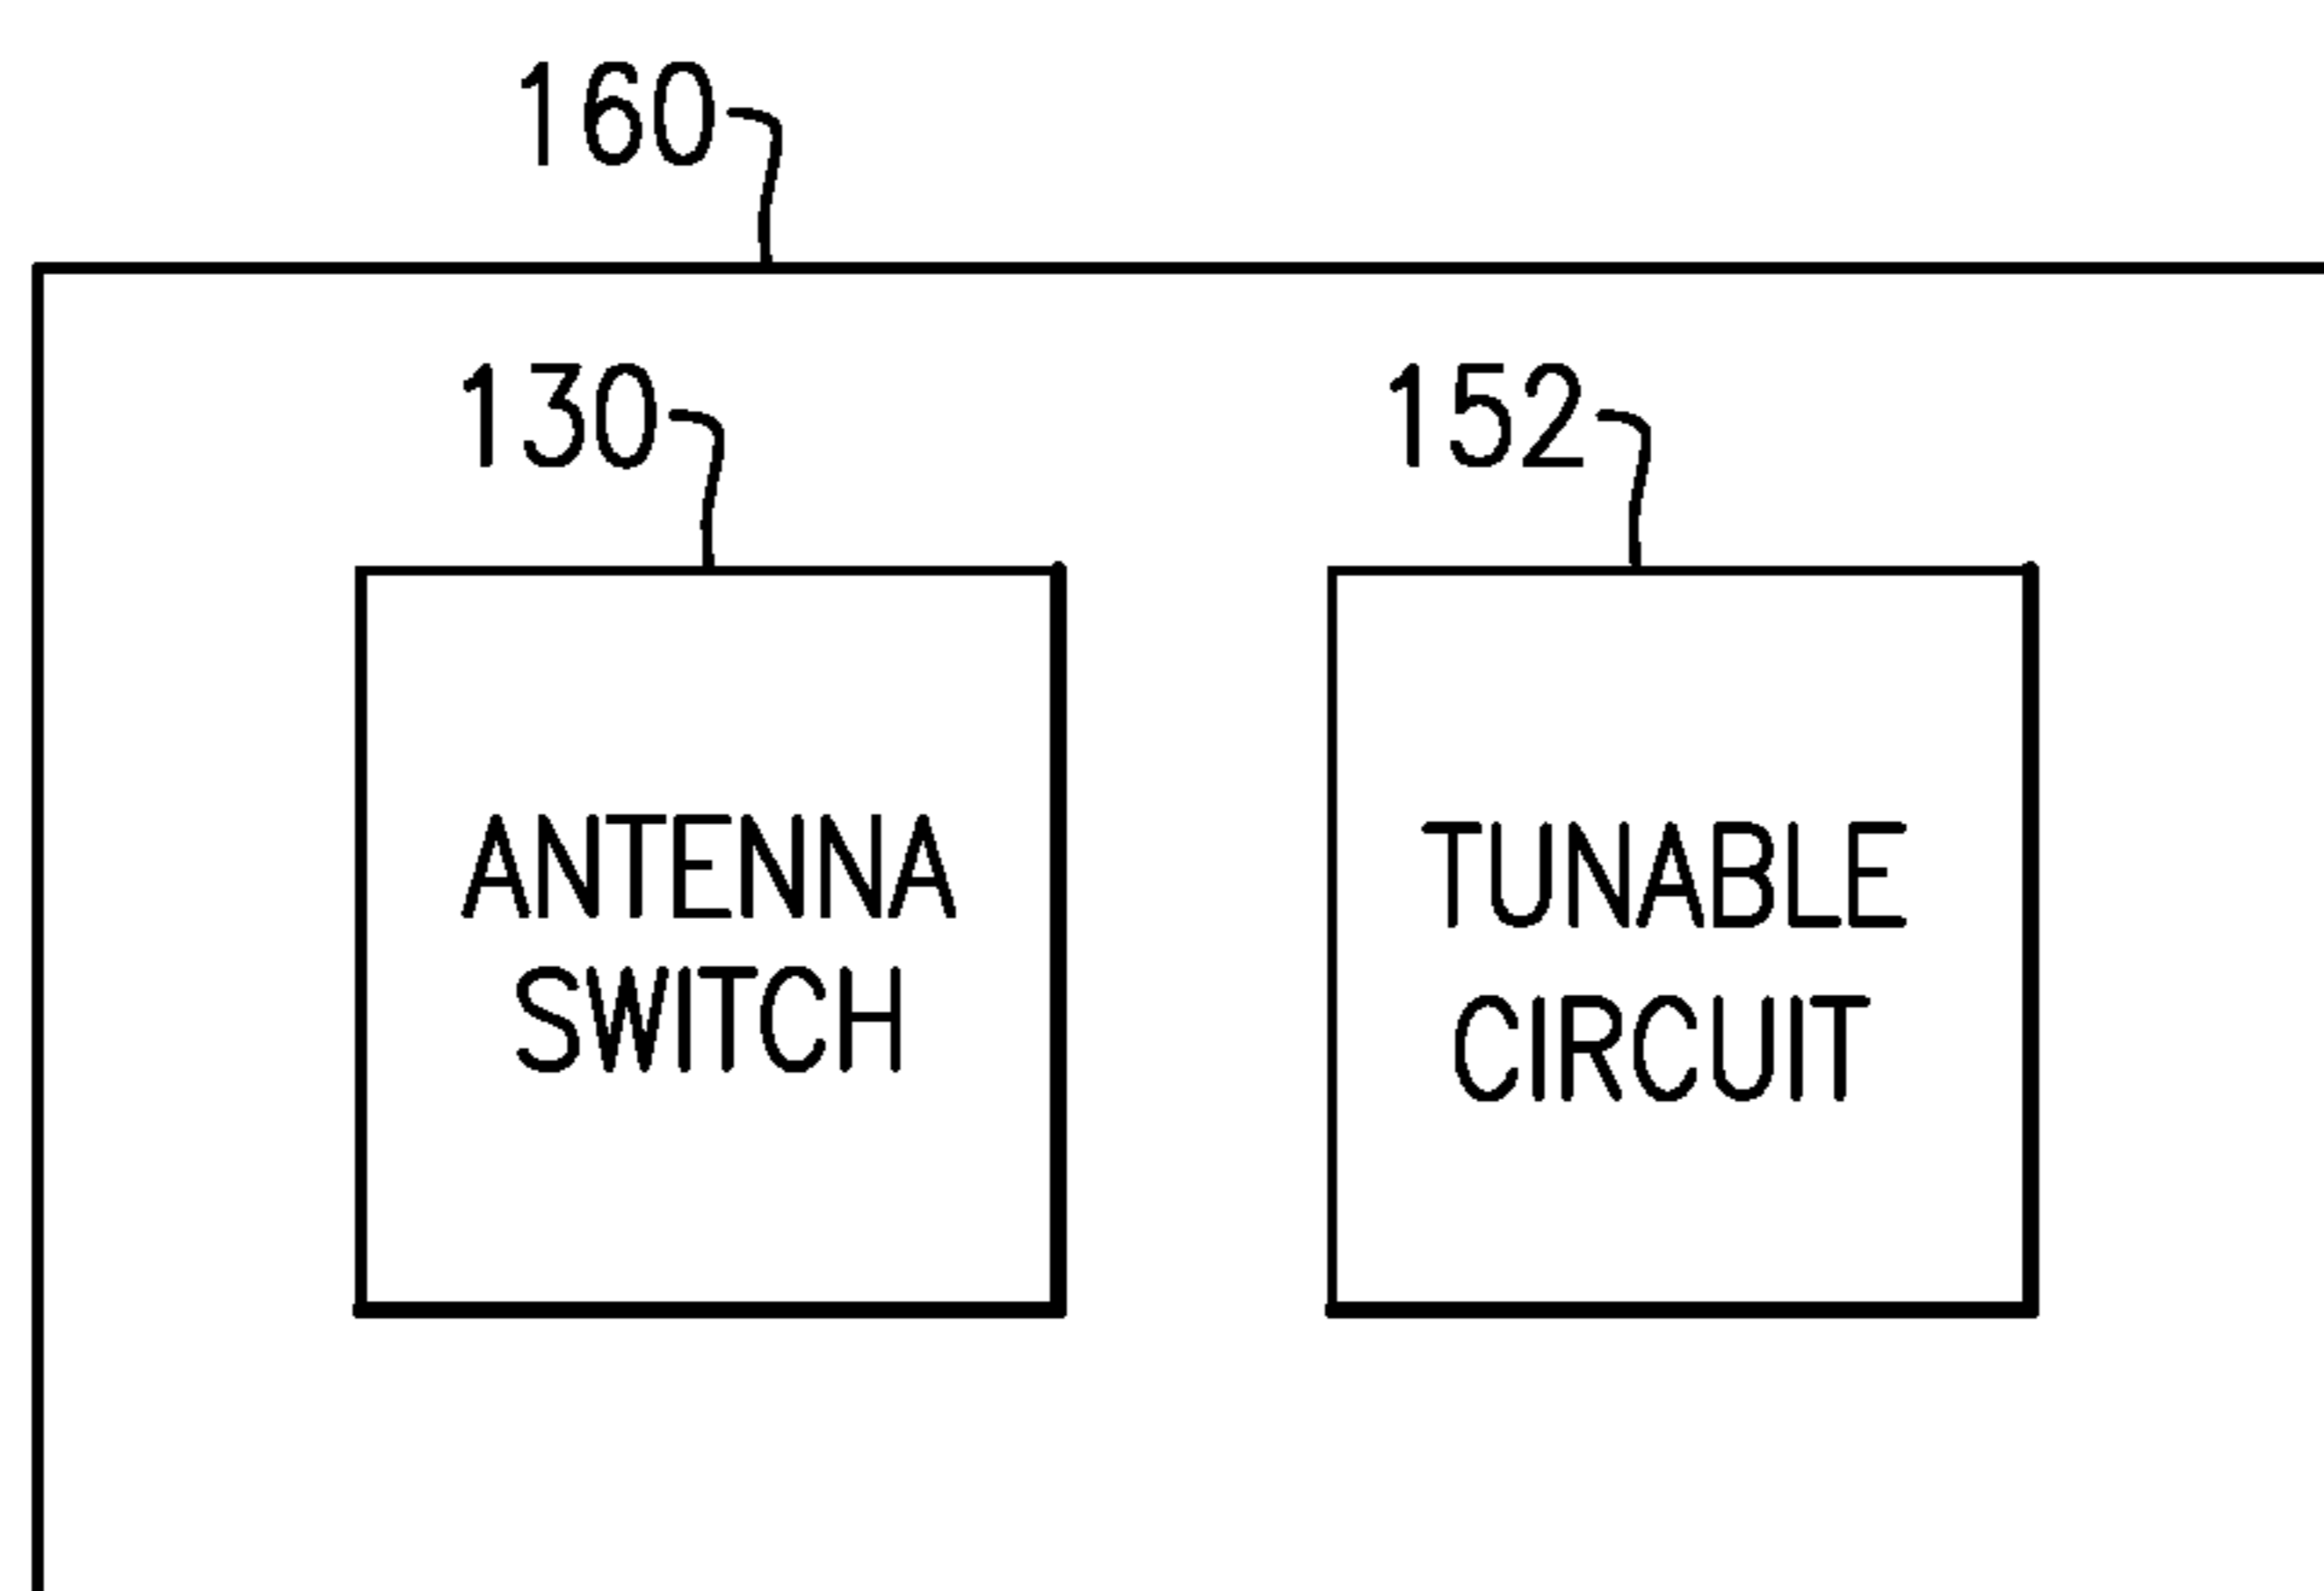 160
130
152
ANTENNA
SWITCH
TUNABLE
CIRCUIT